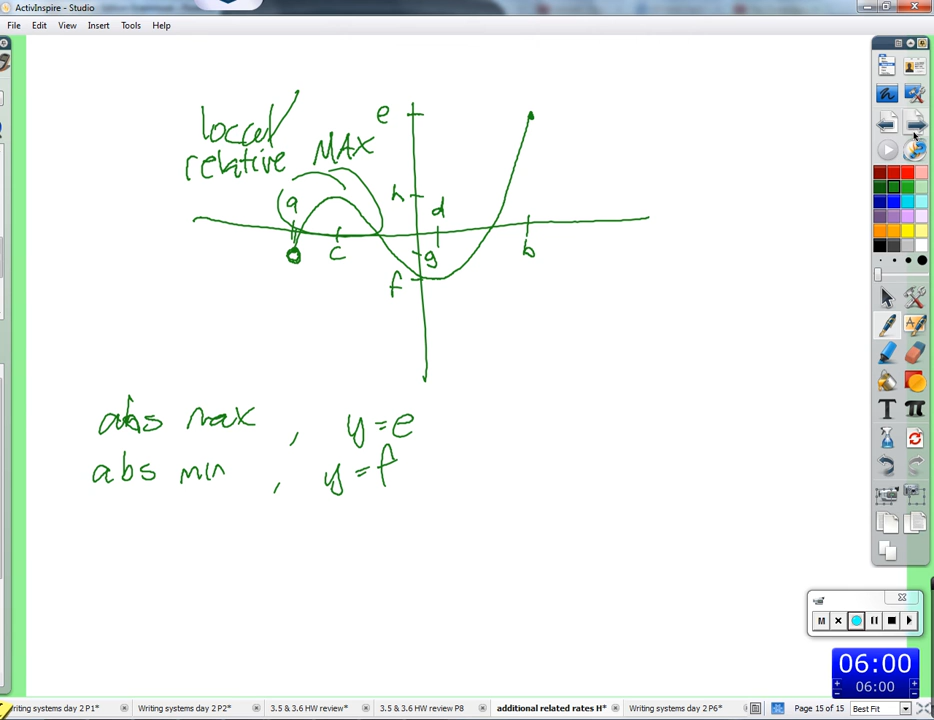 ActivInspire - Studio
File Edit View Insert Tools Help
e
local
relative MAX
a
h
d
c
g
b
f
abs max , y=e
abs min , y=f
M
06:00
06:00
riting systems day 2 P1*
Writing systems day 2 P2*
3.5 & 3.6 HW review*
3.5 & 3.6 HW review P8
additional related rates H*
Writing systems day 2 P6*
Page 15 of 15
Best Fit